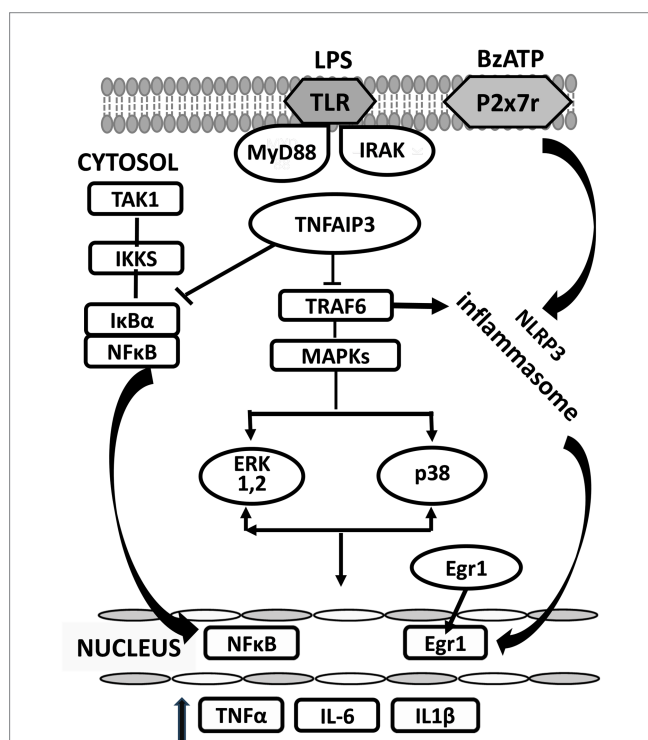 LPS
BzATP
TLR
P2x7r
MyD88
IRAK
CYTOSOL
TAK1
TNFAIP3
IKKS
IκBα
TRAF6
NLRP3
inflammasome
NFκB
MAPKs
ERK
1,2
p38
Egr1
NUCLEUS
NFκB
Egr1
TNFα
IL-6
IL1β